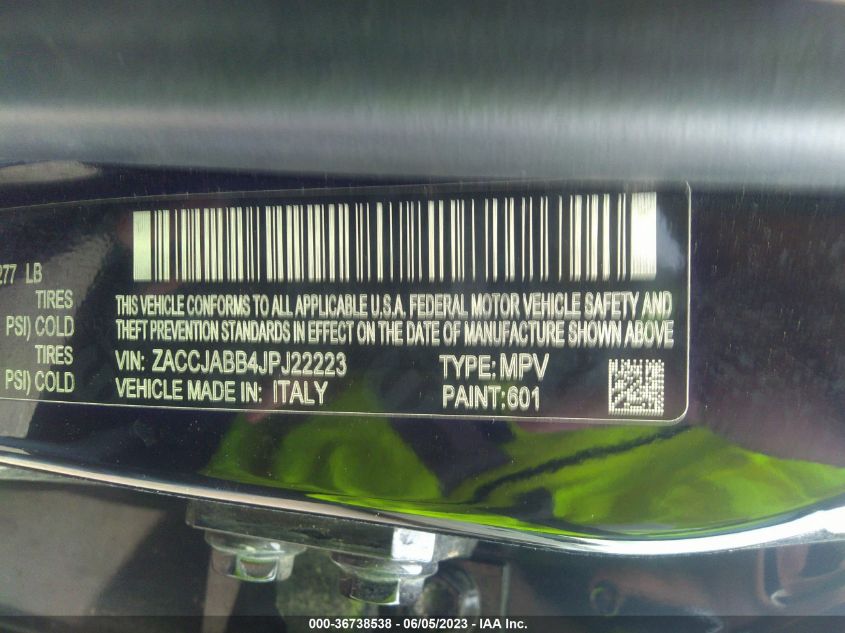 277 LB
TIRES
PSI) COLD
TIRES
PSI) COLD
THIS VEHICLE CONFORMS TO ALL APPLICABLE U.S.A. FEDERAL MOTOR VEHICLE SAFETY AND
THEFT PREVENTION STANDARDS IN EFFECT ON THE DATE OF MANUFACTURE SHOWN ABOVE
VIN: ZACCJABB4JPJ22223 TYPE: MPV
VEHICLE MADE IN: ITALY PAINT: 601
000-36738538 - 06/05/2023 - © IAA Inc.